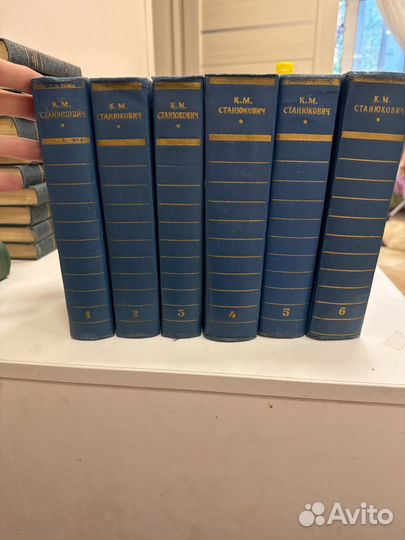 К. М.
СТАНЮКОВИЧ
1
К. М.
СТАНЮКОВИЧ
2
К. М.
СТАНЮКОВИЧ
3
К. М.
СТАНЮКОВИЧ
4
К. М.
СТАНЮКОВИЧ
5
К. М.
СТАНЮКОВИЧ
6
Avito